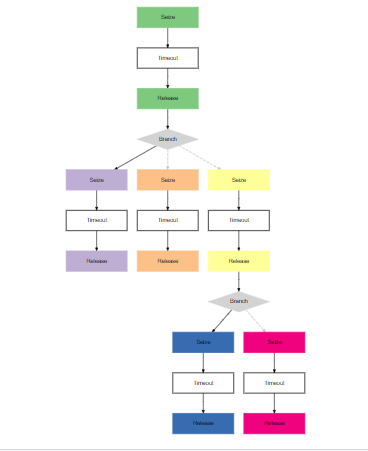 Seize
Timeout
Release
Branch
Seize Seize Seize
Timeout Timeout Timeout
Release Release Release
Branch
Seize Seize
Timeout Timeout
Release Release